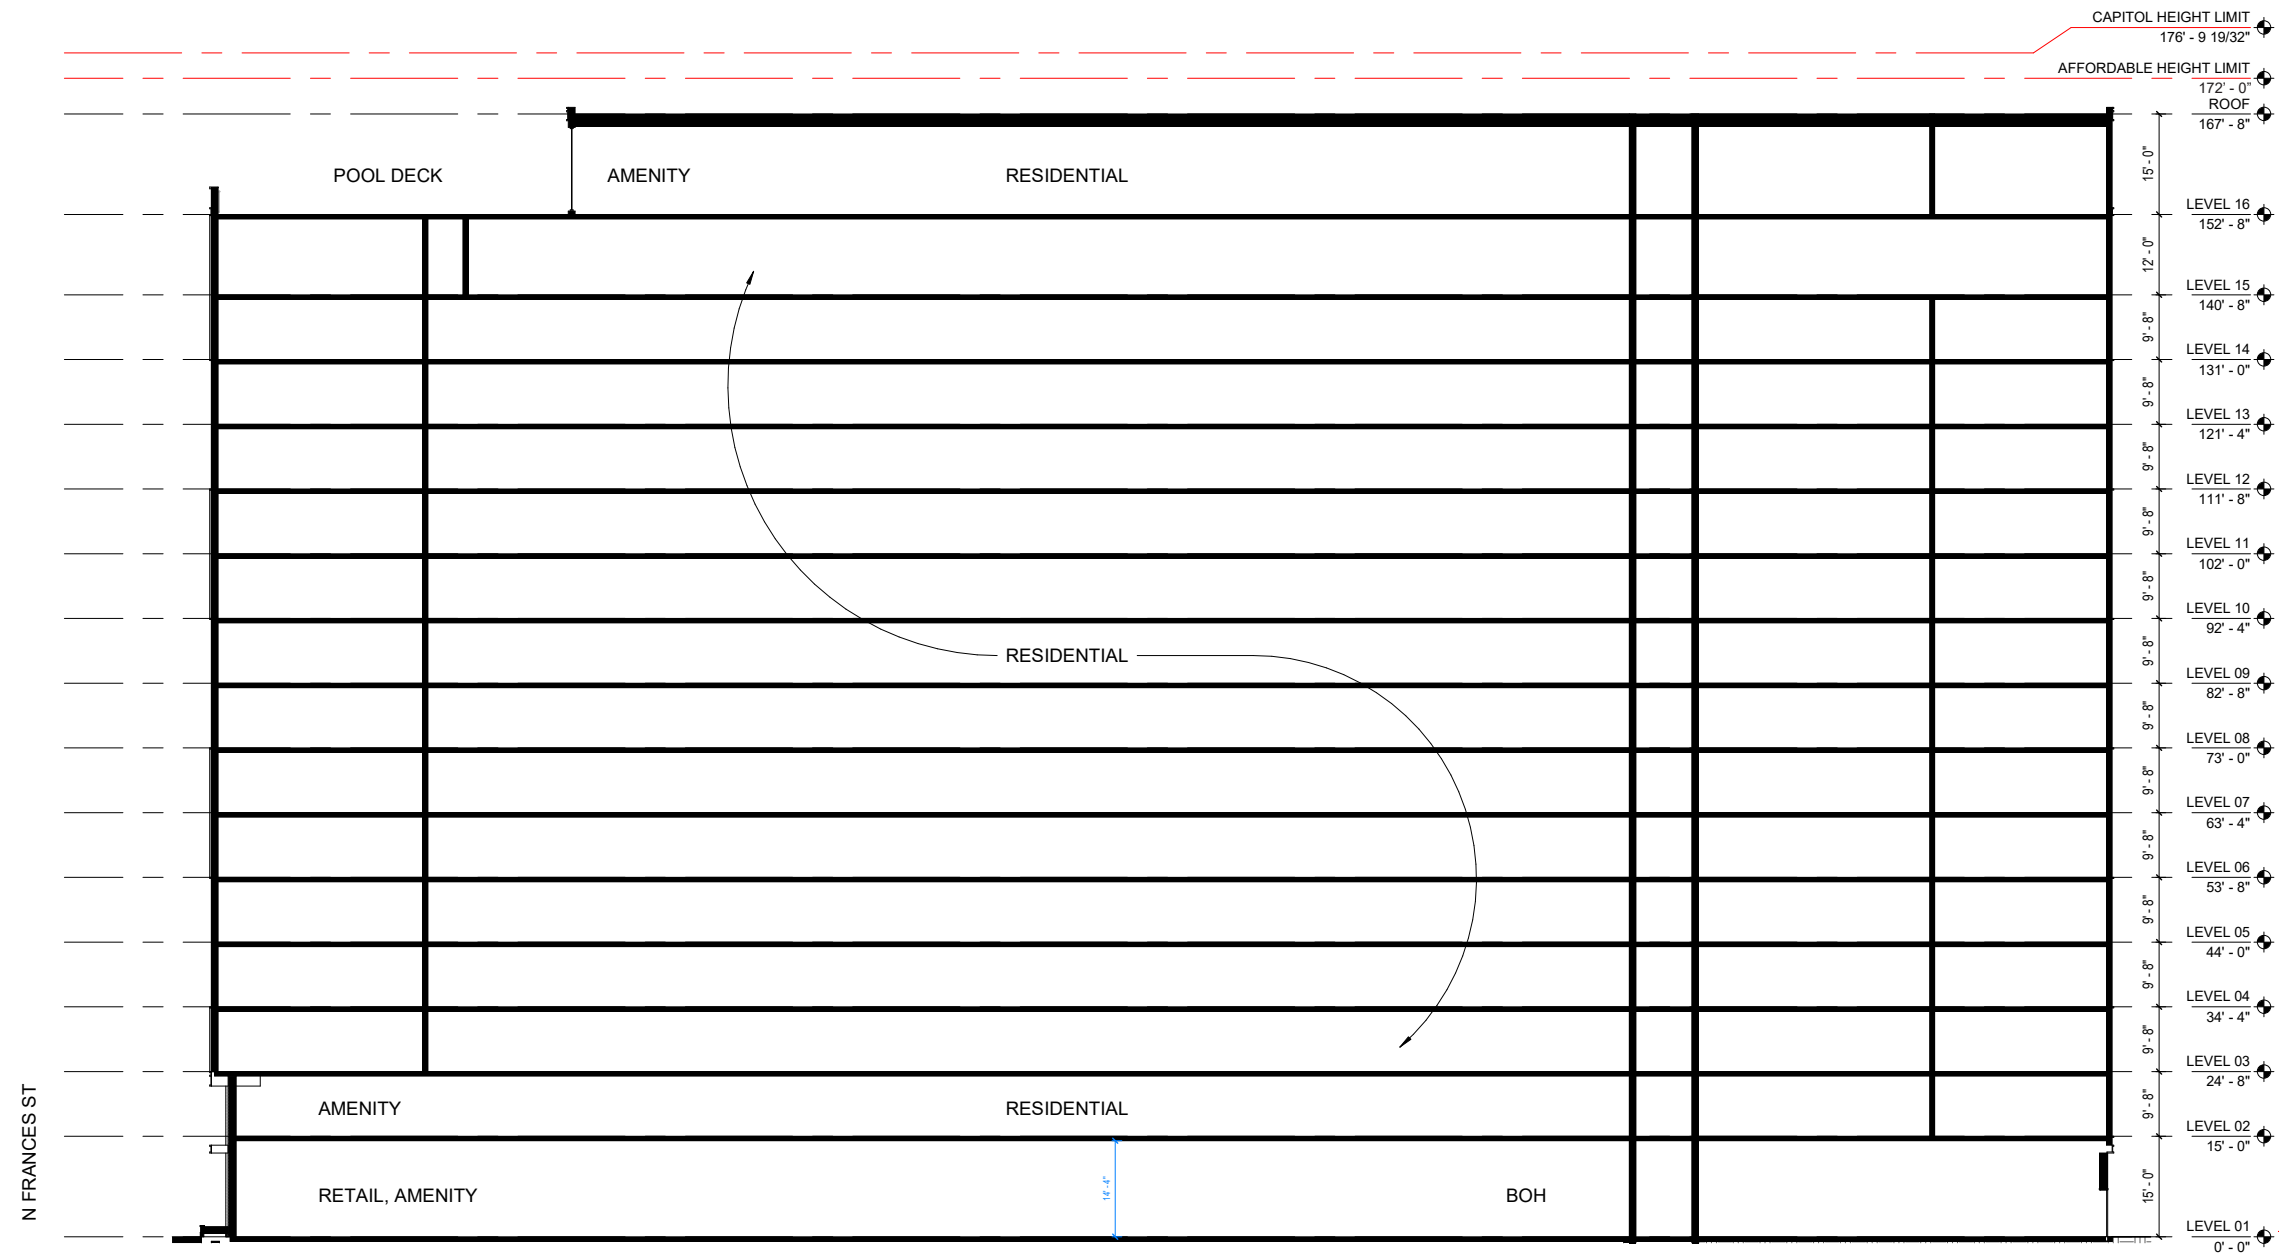 CAPITOL HEIGHT LIMIT
176' - 9 19/32"
AFFORDABLE HEIGHT LIMIT
172' - 0"
ROOF
167' - 8"
POOL DECK
AMENITY
RESIDENTIAL
15' - 0"
LEVEL 16
152' - 8"
12' - 0"
LEVEL 15
140' - 8"
9' - 8"
LEVEL 14
131' - 0"
9' - 8"
LEVEL 13
121' - 4"
9' - 8"
LEVEL 12
111' - 8"
9' - 8"
LEVEL 11
102' - 0"
9' - 8"
LEVEL 10
92' - 4"
RESIDENTIAL
9' - 8"
LEVEL 09
82' - 8"
9' - 8"
LEVEL 08
73' - 0"
9' - 8"
LEVEL 07
63' - 4"
9' - 8"
LEVEL 06
53' - 8"
9' - 8"
LEVEL 05
44' - 0"
9' - 8"
LEVEL 04
34' - 4"
9' - 8"
LEVEL 03
24' - 8"
AMENITY
RESIDENTIAL
9' - 8"
LEVEL 02
15' - 0"
N FRANCES ST
RETAIL, AMENITY
14' - 4"
BOH
15' - 0"
LEVEL 01
0' - 0"